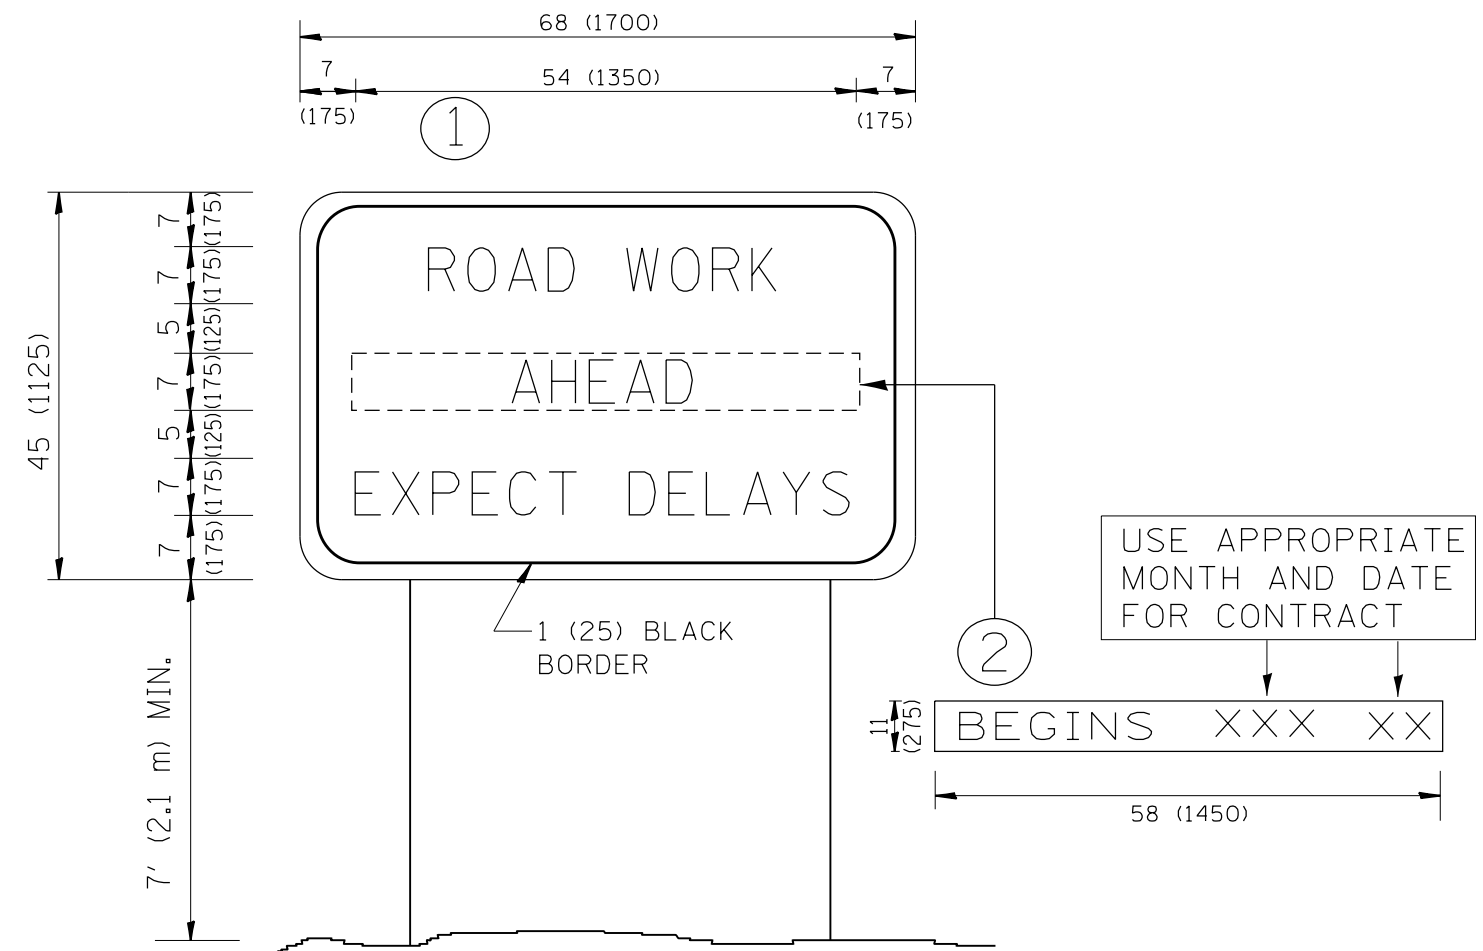 68 (1700)
7
54 (1350)
7
(175)
(175)
1
45 (1125)
7
(175)
7
(175)
5
(125)
7
(175)
5
(125)
7
(175)
7
(175)
ROAD WORK
AHEAD
EXPECT DELAYS
1 (25) BLACK
BORDER
7' (2.1 m) MIN.
USE APPROPRIATE
MONTH AND DATE
FOR CONTRACT
2
11
(275)
BEGINS XXX XX
58 (1450)